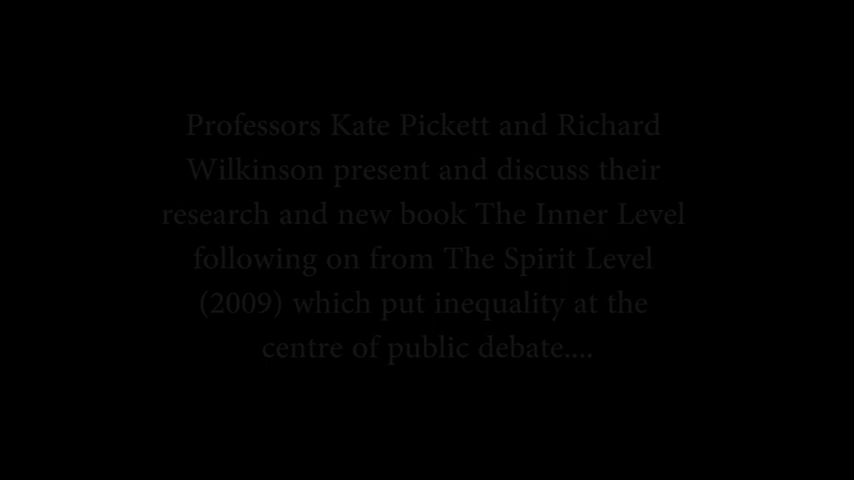 Professors Kate Pickett and Richard
Wilkinson present and discuss their
research and new book The Inner Level
following on from The Spirit Level
(2009) which put inequality at the
centre of public debate....